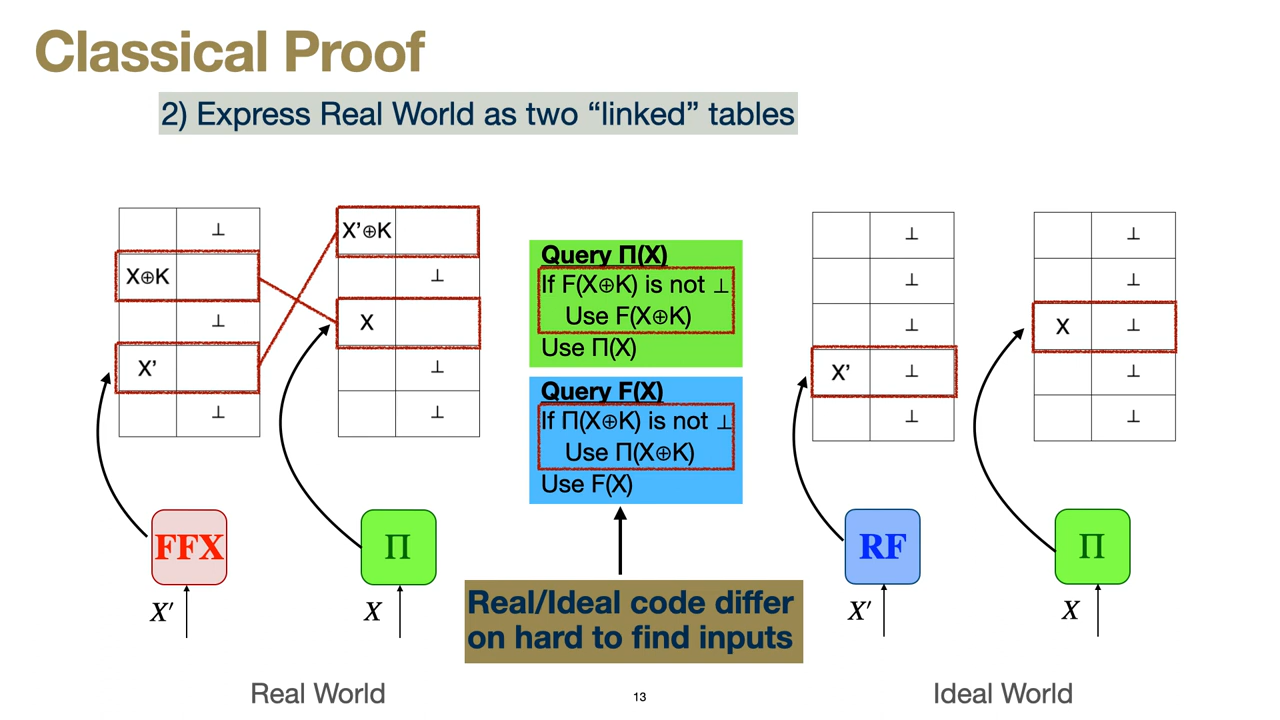 Classical Proof
2) Express Real World as two “linked” tables
⊥
X⊕K
⊥
X’
⊥
X’⊕K
⊥
X
⊥
⊥
Query Π(X)
If F(X⊕K) is not ⊥
Use F(X⊕K)
Use Π(X)
Query F(X)
If Π(X⊕K) is not ⊥
Use Π(X⊕K)
Use F(X)
⊥
⊥
⊥
X’ ⊥
⊥
⊥
⊥
X ⊥
⊥
⊥
FFX
Π
RF
Π
X′
X
Real/Ideal code differ
on hard to find inputs
X′
X
Real World
13
Ideal World